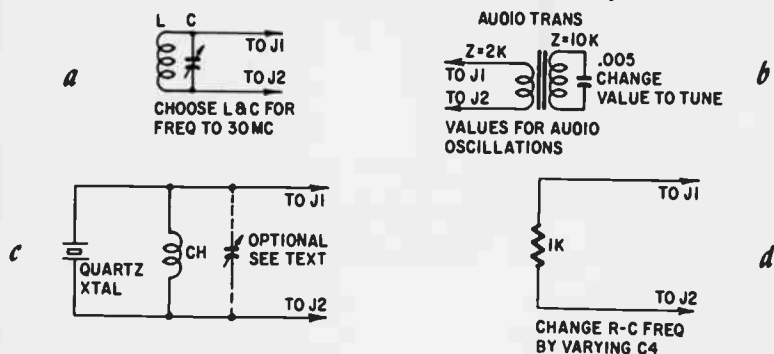 a
L C
TO J1
TO J2
CHOOSE L&C FOR
FREQ TO 30MC
b
AUDIO TRANS
Z=2K Z=10K
TO J1
TO J2
.005
CHANGE
VALUE TO TUNE
VALUES FOR AUDIO
OSCILLATIONS
c
TO J1
QUARTZ
XTAL
CH
OPTIONAL
SEE TEXT
TO J2
d
TO J1
1K
TO J2
CHANGE R-C FREQ
BY VARYING C4